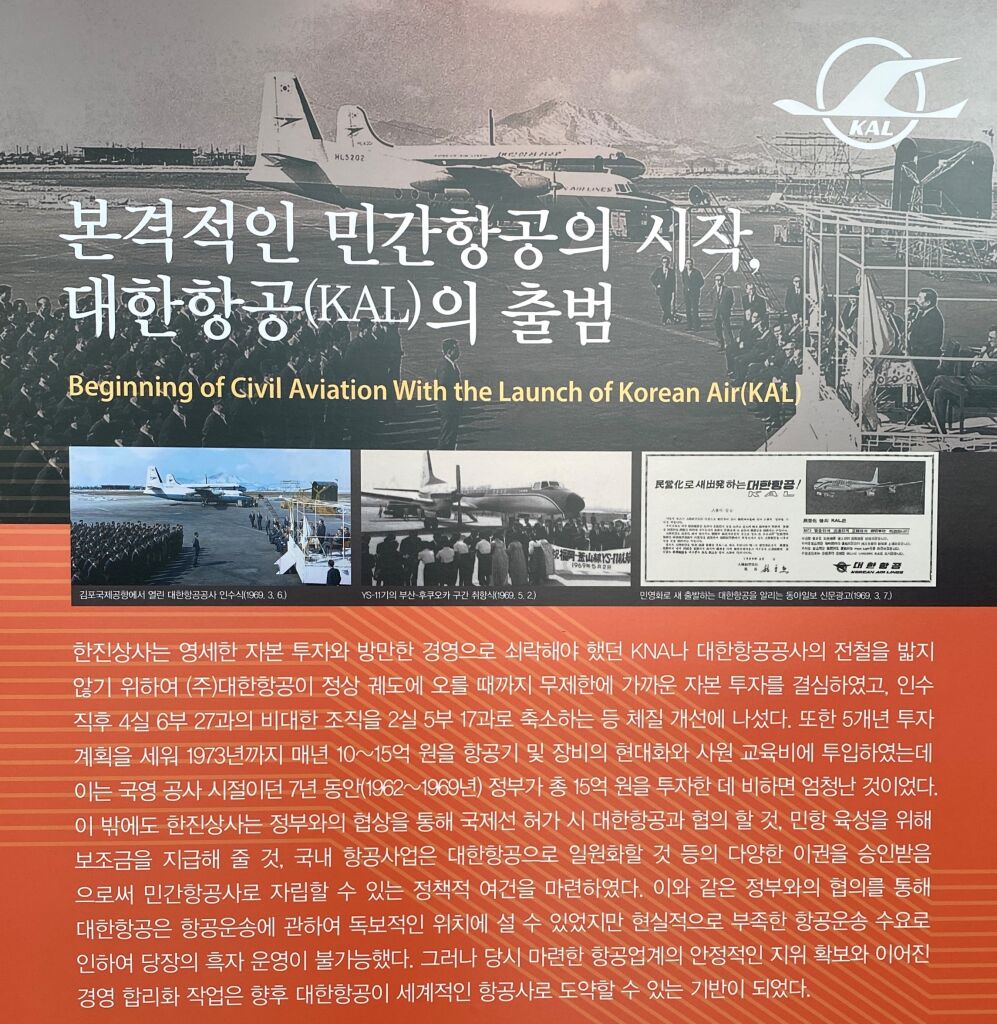 KAL
HL5202
AIR LINES
본격적인 민간항공의 시작,
대한항공(KAL)의 출범
Beginning of Civil Aviation With the Launch of Korean Air(KAL)
民營化로 새出發하는 大韓航空!
KAL
大韓航空
KOREAN AIR LINES
1969年5月2日
김포국제공항에서 열린 대한항공공사 인수식(1969. 3. 6.)
YS-11기의 부산-후쿠오카 구간 취항식(1969. 5. 2.)
민영화로 새 출발하는 대한항공을 알리는 동아일보 신문광고(1969. 3. 7.)
한진상사는 영세한 자본 투자와 방만한 경영으로 쇠락해야 했던 KNA나 대한항공공사의 전철을 밟지
않기 위하여 (주)대한항공이 정상 궤도에 오를 때까지 무제한에 가까운 자본 투자를 결심하였고, 인수
직후 4실 6부 27과의 비대한 조직을 2실 5부 17과로 축소하는 등 체질 개선에 나섰다. 또한 5개년 투자
계획을 세워 1973년까지 매년 10～15억 원을 항공기 및 장비의 현대화와 사원 교육비에 투입하였는데
이는 국영 공사 시절이던 7년 동안(1962～1969년) 정부가 총 15억 원을 투자한 데 비하면 엄청난 것이었다.
이 밖에도 한진상사는 정부와의 협상을 통해 국제선 허가 시 대한항공과 협의 할 것, 민항 육성을 위해
보조금을 지급해 줄 것, 국내 항공사업은 대한항공으로 일원화할 것 등의 다양한 이권을 승인받음
으로써 민간항공사로 자립할 수 있는 정책적 여건을 마련하였다. 이와 같은 정부와의 협의를 통해
대한항공은 항공운송에 관하여 독보적인 위치에 설 수 있었지만 현실적으로 부족한 항공운송 수요로
인하여 당장의 흑자 운영이 불가능했다. 그러나 당시 마련한 항공업계의 안정적인 지위 확보와 이어진
경영 합리화 작업은 향후 대한항공이 세계적인 항공사로 도약할 수 있는 기반이 되었다.